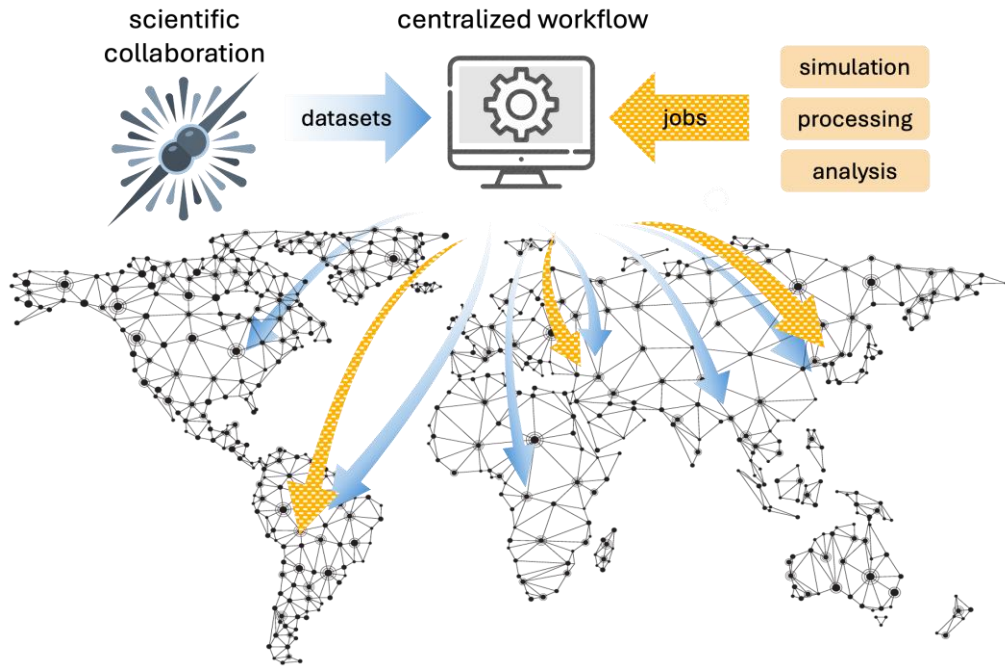 scientific
collaboration
centralized workflow
datasets
jobs
simulation
processing
analysis